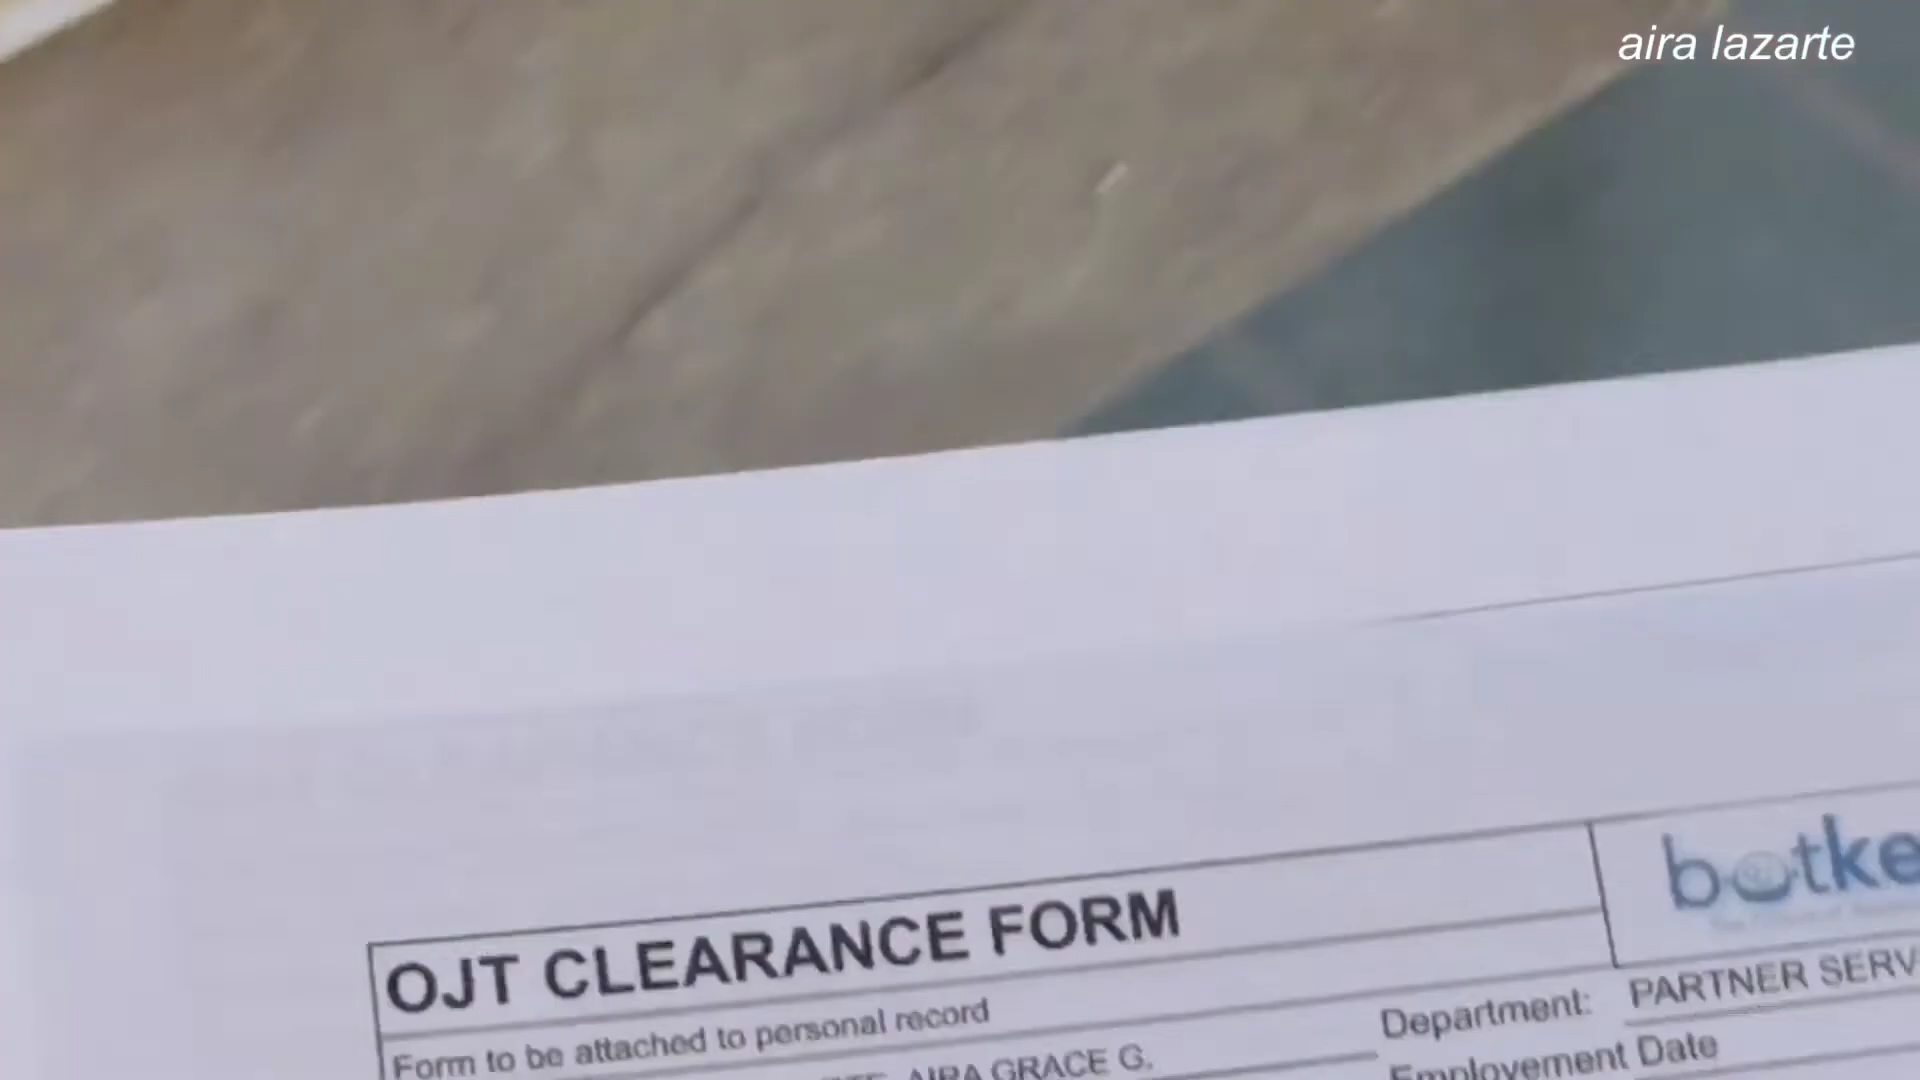 aira lazarte
OJT CLEARANCE FORM
botke
Form to be attached to personal record
Department: PARTNER SERV
AIRA GRACE G.
Employement Date